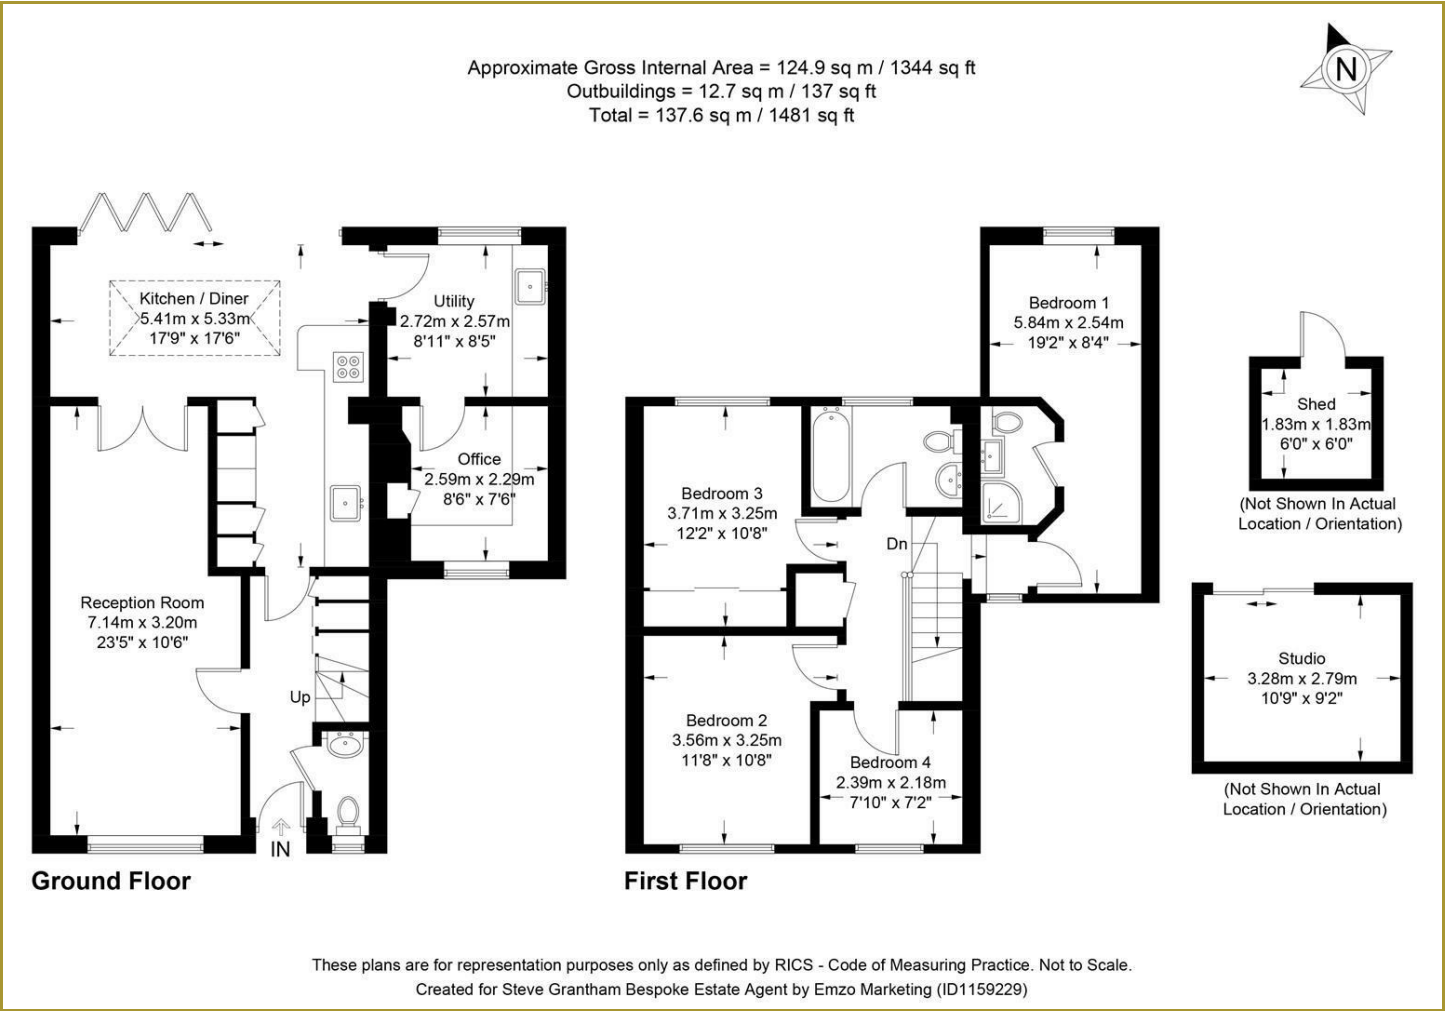 Approximate Gross Internal Area = 124.9 sq m / 1344 sq ft
Outbuildings = 12.7 sq m / 137 sq ft
Total = 137.6 sq m / 1481 sq ft
N
Kitchen / Diner
5.41m x 5.33m
17'9" x 17'6"
Utility
2.72m x 2.57m
8'11" x 8'5"
Office
2.59m x 2.29m
8'6" x 7'6"
Reception Room
7.14m x 3.20m
23'5" x 10'6"
Up
IN
Ground Floor
Bedroom 1
5.84m x 2.54m
19'2" x 8'4"
Bedroom 3
3.71m x 3.25m
12'2" x 10'8"
Dn
Bedroom 2
3.56m x 3.25m
11'8" x 10'8"
Bedroom 4
2.39m x 2.18m
7'10" x 7'2"
First Floor
Shed
1.83m x 1.83m
6'0" x 6'0"
(Not Shown In Actual
Location / Orientation)
Studio
3.28m x 2.79m
10'9" x 9'2"
(Not Shown In Actual
Location / Orientation)
These plans are for representation purposes only as defined by RICS - Code of Measuring Practice. Not to Scale.
Created for Steve Grantham Bespoke Estate Agent by Emzo Marketing (ID1159229)